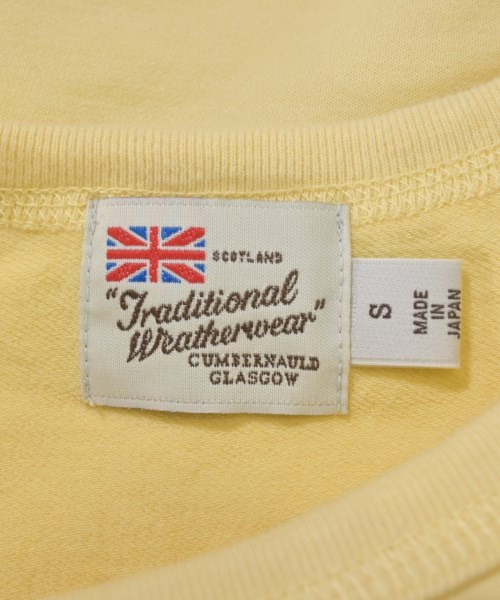 SCOTLAND
"Traditional
Weatherwear"
CUMBERNAULD
GLASGOW
S
MADE
IN
JAPAN